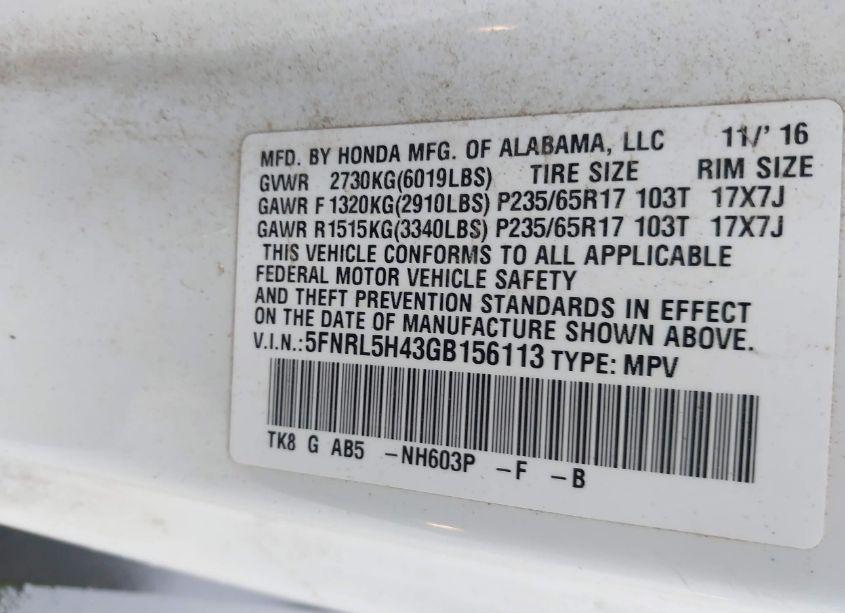 MFD. BY HONDA MFG. OF ALABAMA, LLC 11/' 16
GVWR 2730KG(6019LBS) TIRE SIZE RIM SIZE
GAWR F1320KG(2910LBS) P235/65R17 103T 17X7J
GAWR R1515KG(3340LBS) P235/65R17 103T 17X7J
THIS VEHICLE CONFORMS TO ALL APPLICABLE
FEDERAL MOTOR VEHICLE SAFETY
AND THEFT PREVENTION STANDARDS IN EFFECT
ON THE DATE OF MANUFACTURE SHOWN ABOVE.
V.I.N.:5FNRL5H43GB156113 TYPE: MPV
TK8 G AB5 -NH603P -F -B